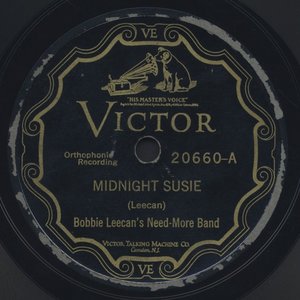 VE
"HIS MASTER'S VOICE"
VICTOR
Orthophonic
Recording
20660-A
MIDNIGHT SUSIE
(Leecan)
Bobbie Leecan's Need-More Band
VICTOR TALKING MACHINE CO.
Camden, N.J.
VE